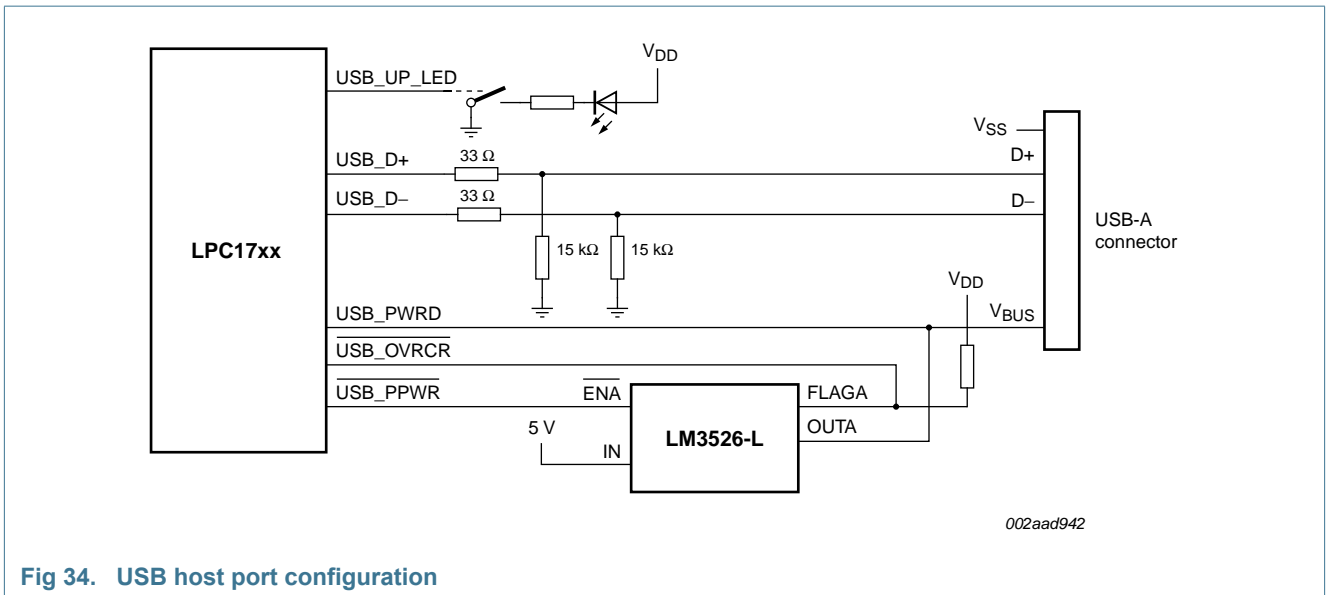 V_DD
USB_UP_LED
V_SS
USB_D+
33 Ω
D+
USB_D−
33 Ω
D−
USB-A
connector
LPC17xx
15 kΩ
15 kΩ
V_DD
USB_PWRD
V_BUS
USB_OVRCR
USB_PPWR
ENA
FLAGA
5 V
IN
LM3526-L
OUTA
002aad942
Fig 34. USB host port configuration